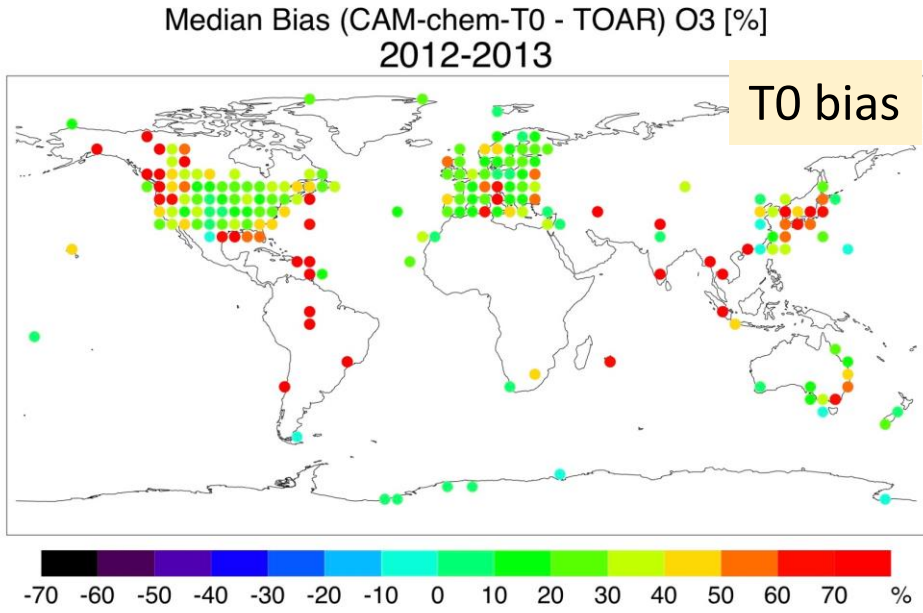 Median Bias (CAM-chem-T0 - TOAR) O3 [%]
2012-2013
T0 bias
-70 -60 -50 -40 -30 -20 -10 0 10 20 30 40 50 60 70 %